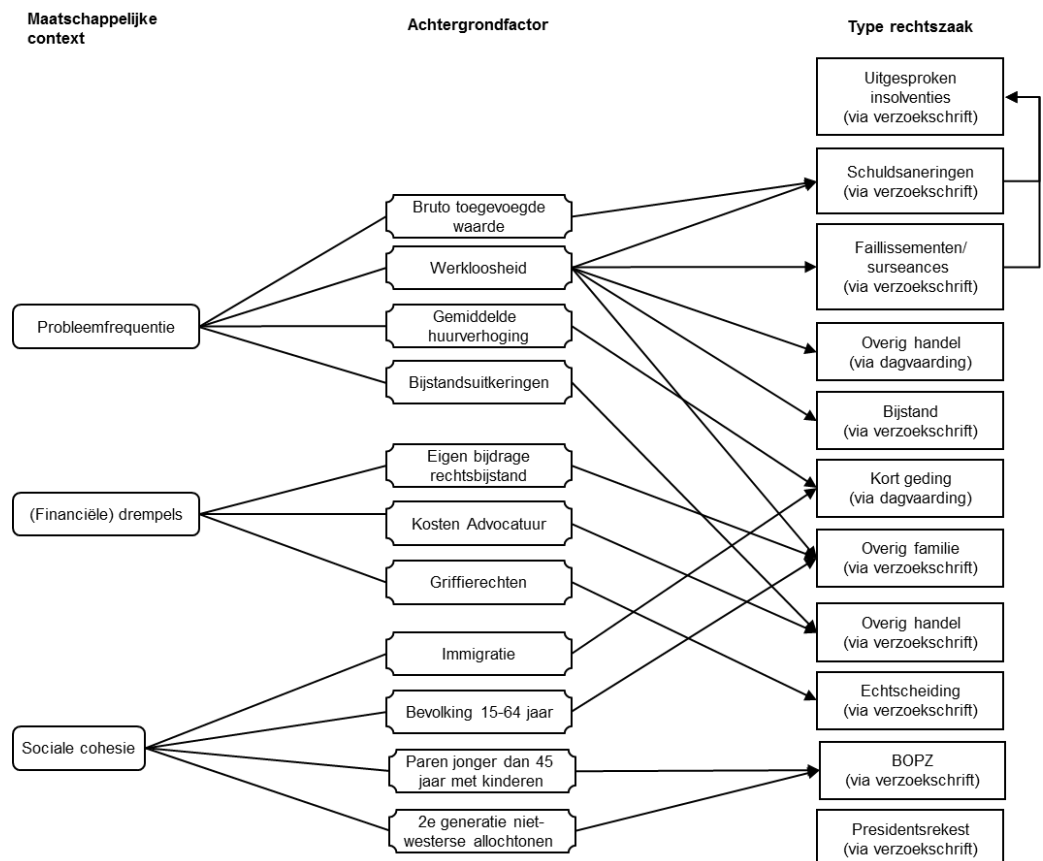 Maatschappelijke
context
Achtergrondfactor
Type rechtszaak
Probleemfrequentie
(Financiële) drempels
Sociale cohesie
Bruto toegevoegde
waarde
Werkloosheid
Gemiddelde
huurverhoging
Bijstandsuitkeringen
Eigen bijdrage
rechtsbijstand
Kosten Advocatuur
Griffierechten
Immigratie
Bevolking 15-64 jaar
Paren jonger dan 45
jaar met kinderen
2e generatie niet-
westerse allochtonen
Uitgesproken
insolventies
(via verzoekschrift)
Schuldsaneringen
(via verzoekschrift)
Faillissementen/
surseances
(via verzoekschrift)
Overig handel
(via dagvaarding)
Bijstand
(via verzoekschrift)
Kort geding
(via dagvaarding)
Overig familie
(via verzoekschrift)
Overig handel
(via verzoekschrift)
Echtscheiding
(via verzoekschrift)
BOPZ
(via verzoekschrift)
Presidentsrekest
(via verzoekschrift)